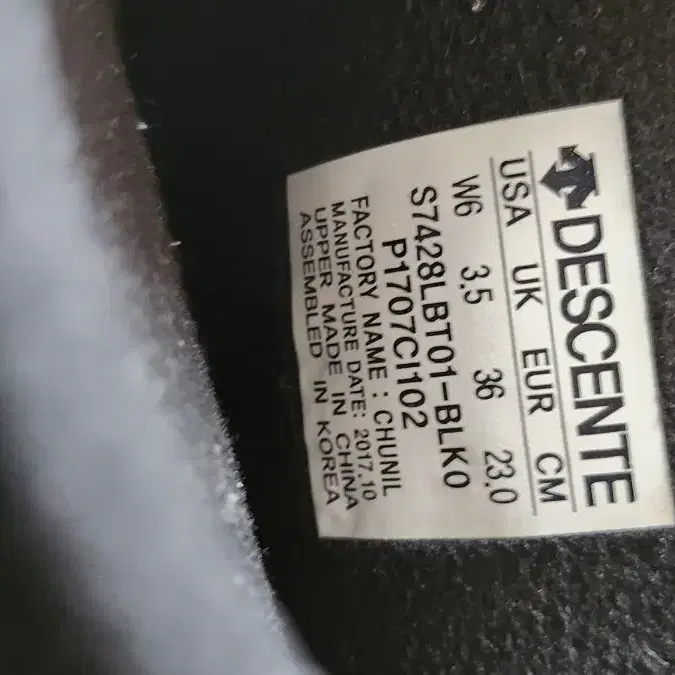 DESCENTE
USA UK EUR CM
W6 3.5 36 23.0
S7428LBT01-BLK0
P1707CI102
FACTORY NAME : CHUNIL
MANUFACTURE DATE: 2017.10
UPPER MADE IN CHINA
ASSEMBLED IN KOREA